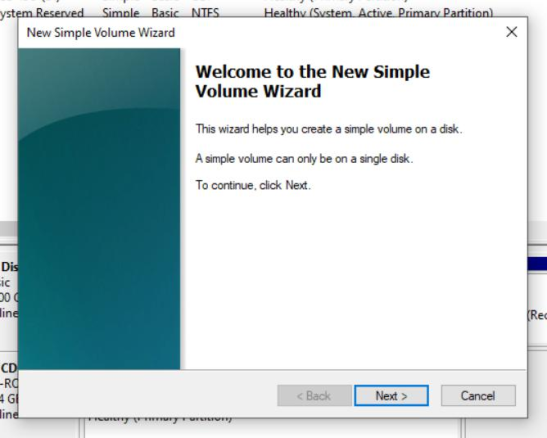 System Reserved Simple Basic NTFS Healthy (System, Active, Primary Partition)
New Simple Volume Wizard
Welcome to the New Simple
Volume Wizard
This wizard helps you create a simple volume on a disk.
A simple volume can only be on a single disk.
To continue, click Next.
Dis
sic
00 G
line
(Rec
CD
-RO
4 GB
line
Healthy (Primary Partition)
< Back
Next >
Cancel